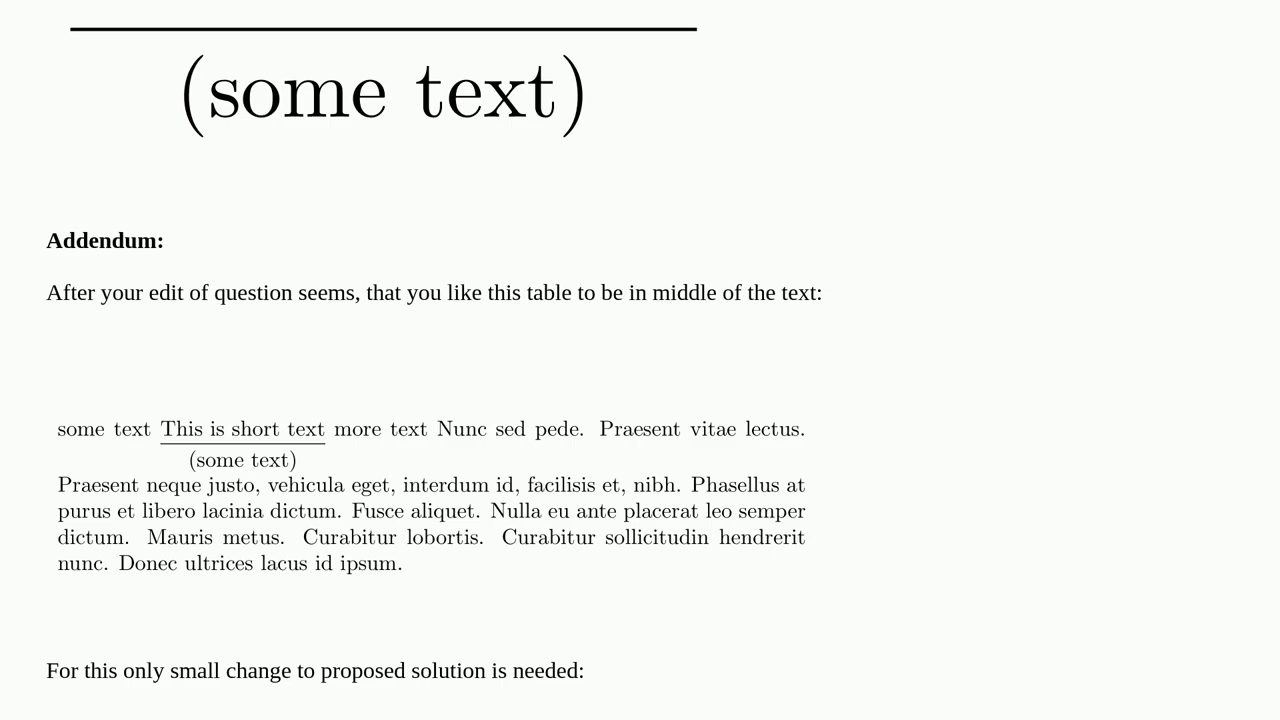 (some text)
Addendum:
After your edit of question seems, that you like this table to be in middle of the text:
some text This is short text more text Nunc sed pede. Praesent vitae lectus.
(some text)
Praesent neque justo, vehicula eget, interdum id, facilisis et, nibh. Phasellus at
purus et libero lacinia dictum. Fusce aliquet. Nulla eu ante placerat leo semper
dictum. Mauris metus. Curabitur lobortis. Curabitur sollicitudin hendrerit
nunc. Donec ultrices lacus id ipsum.
For this only small change to proposed solution is needed: